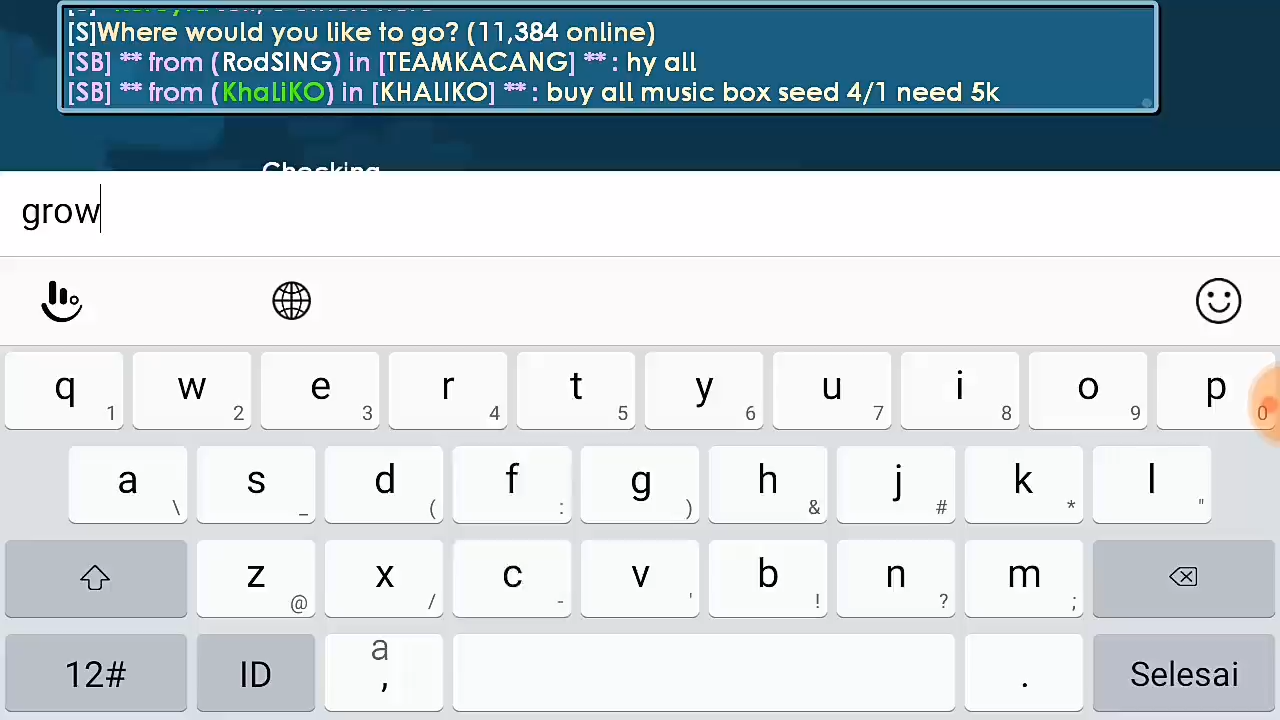 [S]Where would you like to go? (11,384 online)
[SB] ** from (RodSING) in [TEAMKACANG] ** : hy all
[SB] ** from (KhaLiKO) in [KHALIKO] ** : buy all music box seed 4/1 need 5k
Checking
grow
q 1 w 2 e 3 r 4 t 5 y 6 u 7 i 8 o 9 p 0
a \ s _ d ( f : g ) h & j # k * l "
z @ x / c - v ' b ! n ? m ;
12# ID a , . Selesai